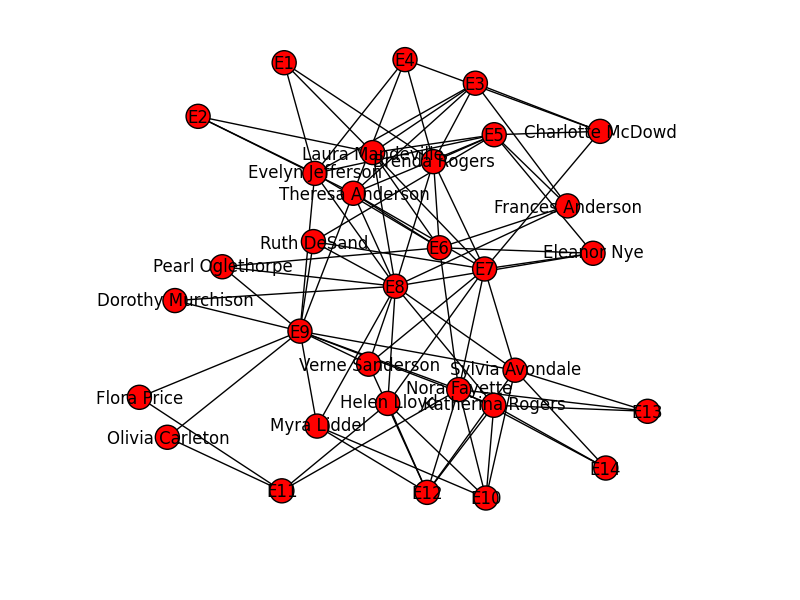 E1
E4
E3
E2
E5
Charlotte McDowd
Laura Mandeville
Brenda Rogers
Evelyn Jefferson
Theresa Anderson
Frances Anderson
Ruth DeSand
E6
Eleanor Nye
Pearl Oglethorpe
E7
E8
Dorothy Murchison
E9
Verne Sanderson
Sylvia Avondale
Nora Fayette
Flora Price
Helen Lloyd
Katherina Rogers
E13
Myra Liddel
Olivia Carleton
E14
E11
E12
E10